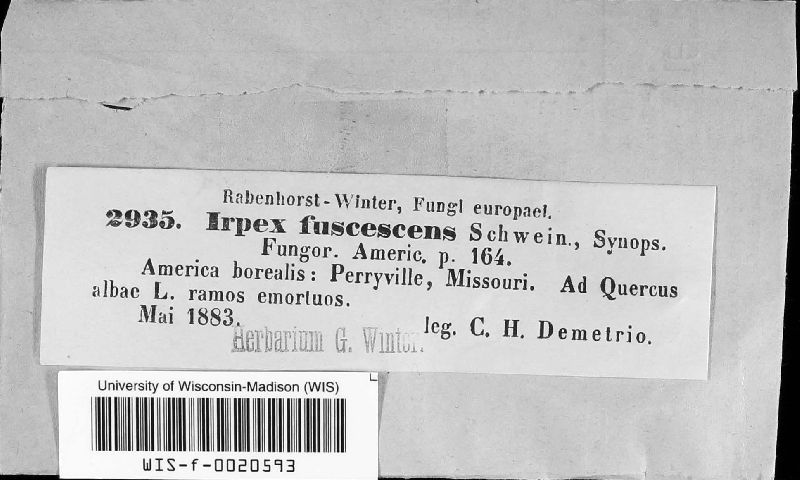 Rabenhorst-Winter, Fungi europaei.
2935. Irpex fuscescens Schwein., Synops.
Fungor. Americ. p. 164.
America borealis: Perryville, Missouri. Ad Quercus
albae L. ramos emortuos.
Mai 1883. leg. C. H. Demetrio.
Herbarium G. Winter.
University of Wisconsin-Madison (WIS)
WIS-f-0020593